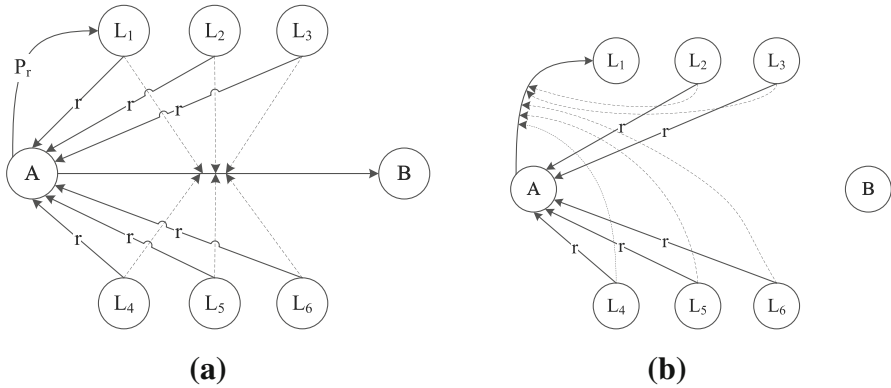 L1 L2 L3
Pr
r r r
A B
r r r
L4 L5 L6
(a)
L1 L2 L3
r r
A B
r r r
L4 L5 L6
(b)